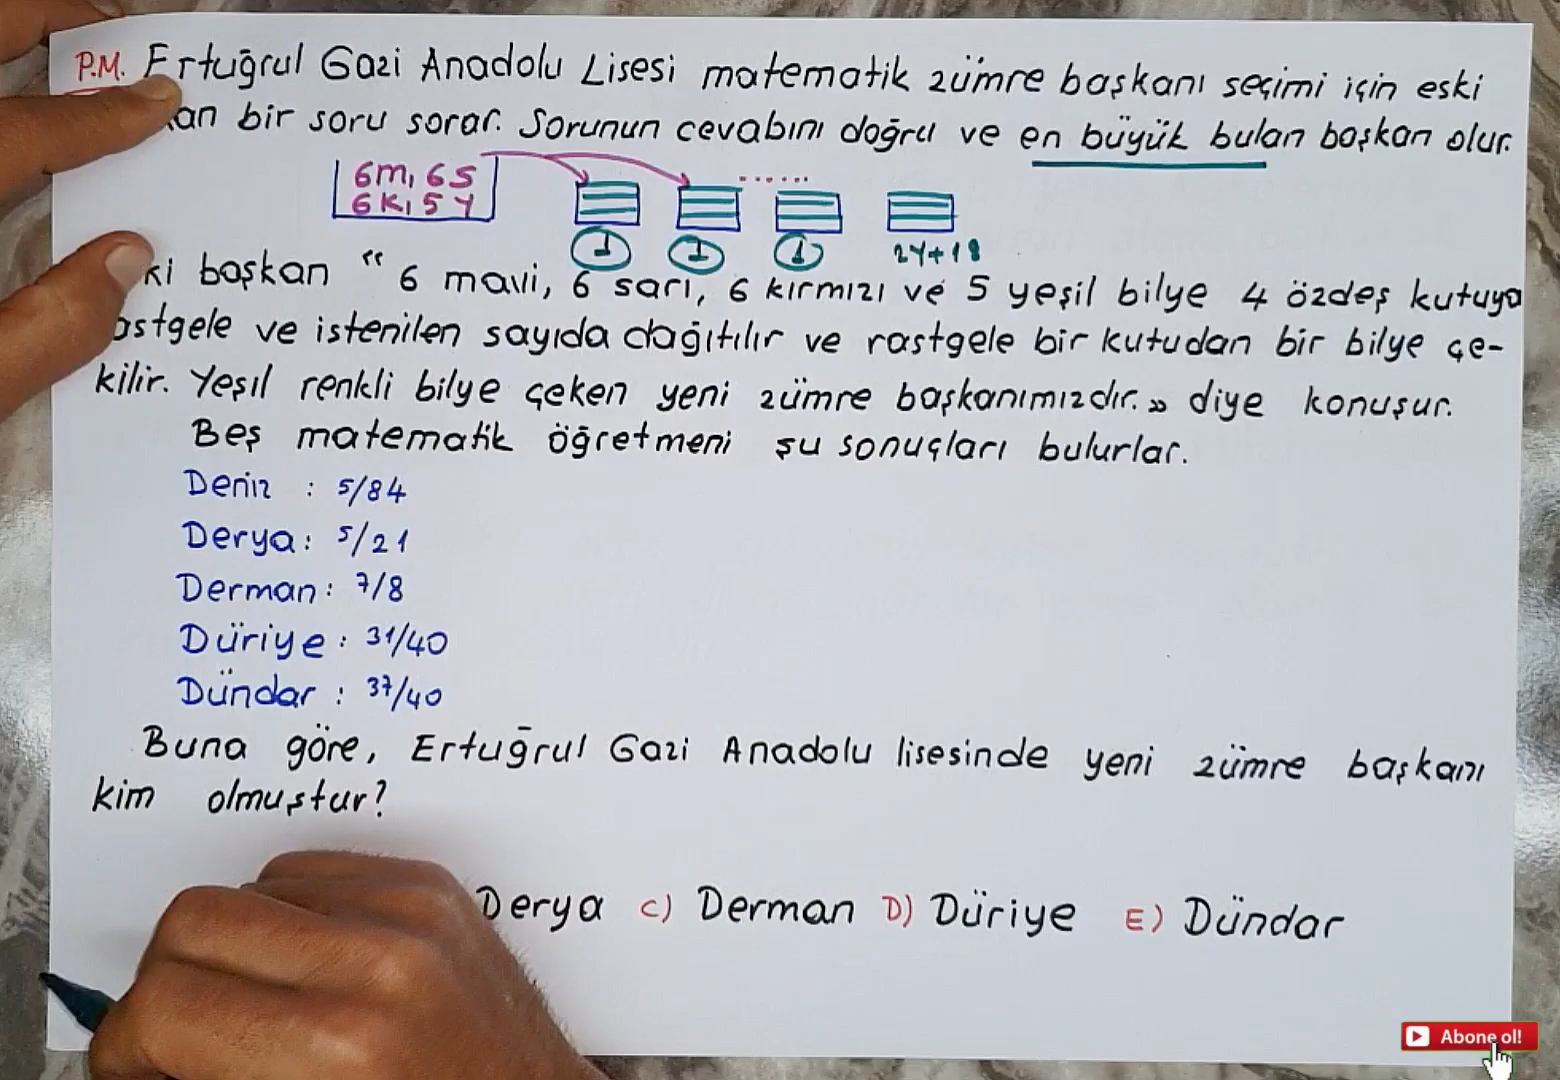 P.M. Ertuğrul Gazi Anadolu Lisesi matematik zümre başkanı seçimi için eski
kan bir soru sorar. Sorunun cevabını doğru ve en büyük bulan başkan olur.
6M, 6S
6K, 5Y
.......
1 1 1 2Y+18
ki başkan “ 6 mavi, 6 sarı, 6 kırmızı ve 5 yeşil bilye 4 özdeş kutuya
astgele ve istenilen sayıda dağıtılır ve rastgele bir kutudan bir bilye çe-
kilir. Yeşil renkli bilye çeken yeni zümre başkanımızdır.» diye konuşur.
Beş matematik öğretmeni şu sonuçları bulurlar.
Deniz : 5/84
Derya: 5/21
Derman: 7/8
Düriye: 31/40
Dündar : 37/40
Buna göre, Ertuğrul Gazi Anadolu lisesinde yeni zümre başkanı
kim olmuştur?
Derya C) Derman D) Düriye E) Dündar
Abone ol!